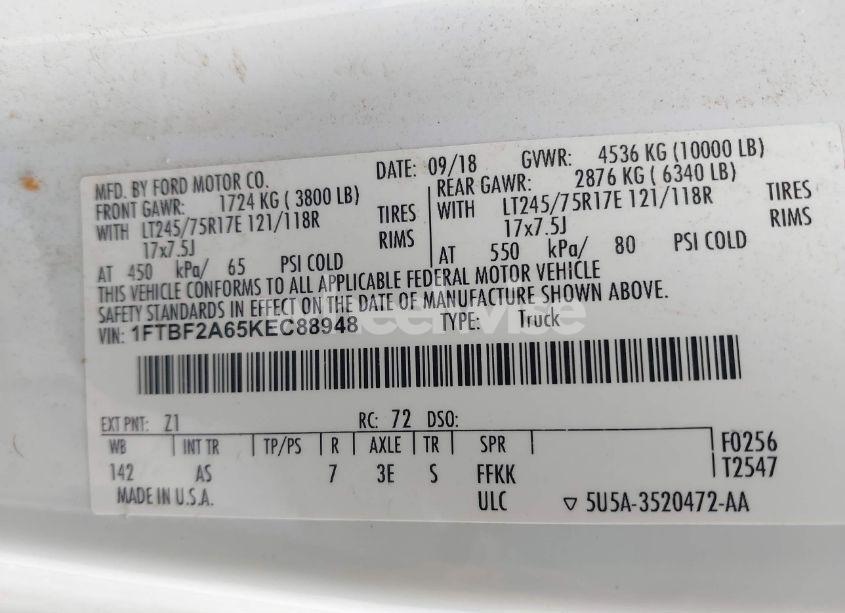 MFD. BY FORD MOTOR CO. DATE: 09/18 GVWR: 4536 KG (10000 LB)
FRONT GAWR: 1724 KG ( 3800 LB) REAR GAWR: 2876 KG ( 6340 LB)
WITH LT245/75R17E 121/118R TIRES WITH LT245/75R17E 121/118R TIRES
17x7.5J RIMS 17x7.5J RIMS
AT 450 kPa/ 65 PSI COLD AT 550 kPa/ 80 PSI COLD
THIS VEHICLE CONFORMS TO ALL APPLICABLE FEDERAL MOTOR VEHICLE
SAFETY STANDARDS IN EFFECT ON THE DATE OF MANUFACTURE SHOWN ABOVE.
VIN: 1FTBF2A65KEC88948 TYPE: Truck
EXT PNT: Z1 RC: 72 DSO:
WB INT TR TP/PS R AXLE TR SPR F0256
142 AS 7 3E S FFKK T2547
MADE IN U.S.A. ULC ▽ 5U5A-3520472-AA